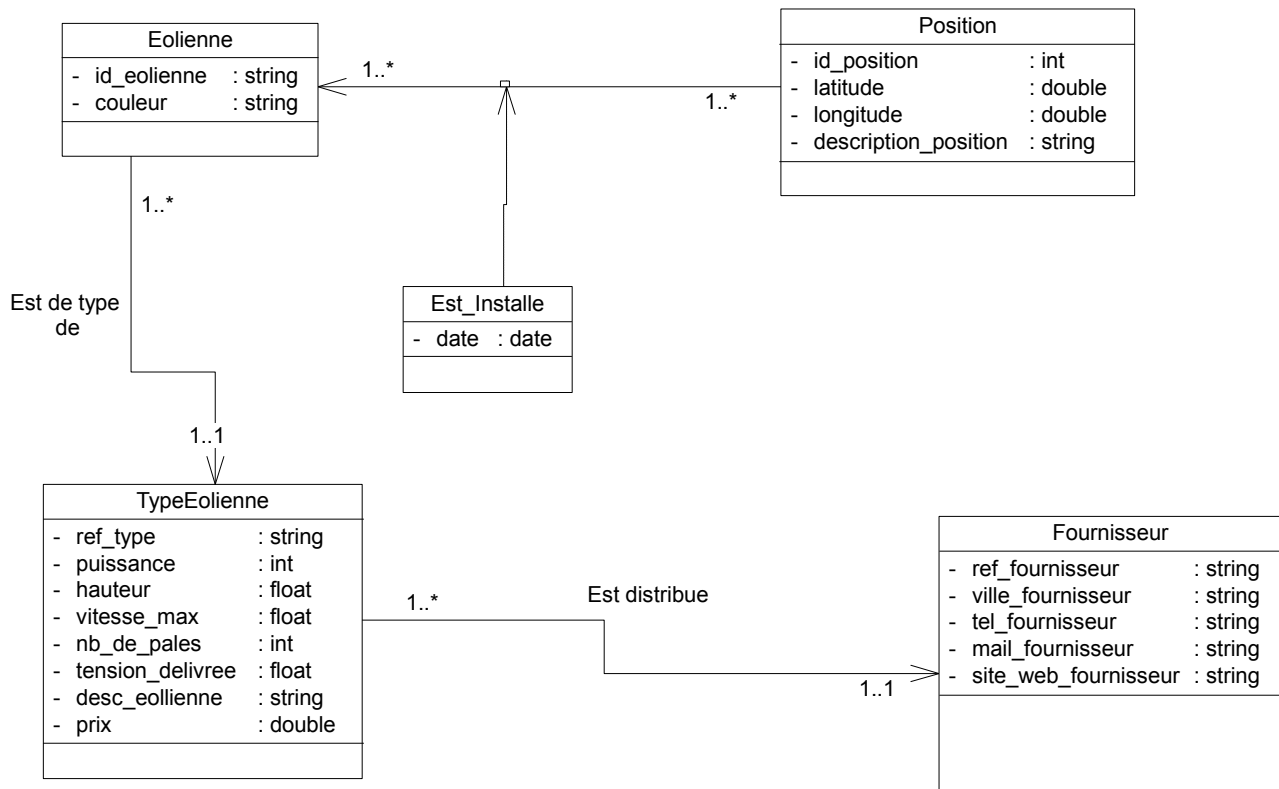 Eolienne
- id_eolienne : string
- couleur : string
1..*
1..*
Position
- id_position : int
- latitude : double
- longitude : double
- description_position : string
1..*
Est de type
de
1..1
Est_Installe
- date : date
TypeEolienne
- ref_type : string
- puissance : int
- hauteur : float
- vitesse_max : float
- nb_de_pales : int
- tension_delivree : float
- desc_eollienne : string
- prix : double
1..*
Est distribue
1..1
Fournisseur
- ref_fournisseur : string
- ville_fournisseur : string
- tel_fournisseur : string
- mail_fournisseur : string
- site_web_fournisseur : string